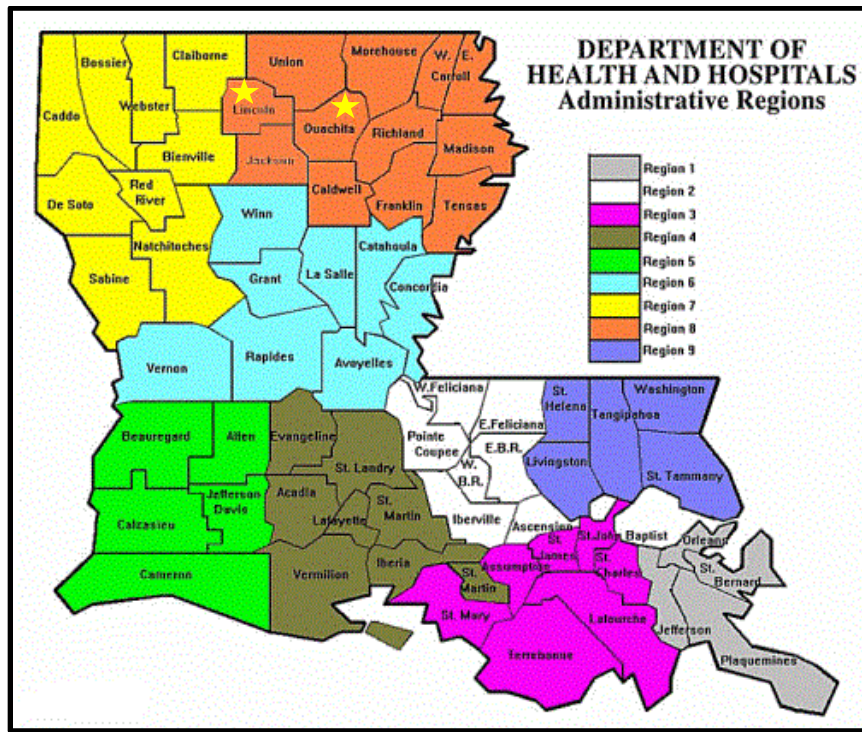 DEPARTMENT OF
HEALTH AND HOSPITALS
Administrative Regions
Region 1
Region 2
Region 3
Region 4
Region 5
Region 6
Region 7
Region 8
Region 9
Caddo
Bossier
Webster
Claiborne
Bienville
Union
Lincoln
Jackson
Morehouse
Ouachita
W.
Carroll
E.
Richland
Madison
Caldwell
Franklin
Tensas
De Soto
Red
River
Natchitoches
Sabine
Winn
Grant
La Salle
Catahoula
Concordia
Vernon
Rapides
Avoyelles
Beauregard
Allen
Calcasieu
Jefferson
Davis
Cameron
Evangeline
St. Landry
Acadia
Lafayette
St.
Martin
Vermilion
Iberia
St.
Martin
W.Feliciana
E.Feliciana
Pointe
Coupee
W.
B.R.
E.B.R.
Iberville
Ascension
St.
Helena
Livingston
Tangipahoa
Washington
St. Tammany
Assumption
St.
James
St.John
Baptist
St.
Charles
St. Mary
Terrebonne
Lafourche
Orleans
St.
Bernard
Jefferson
Plaquemines